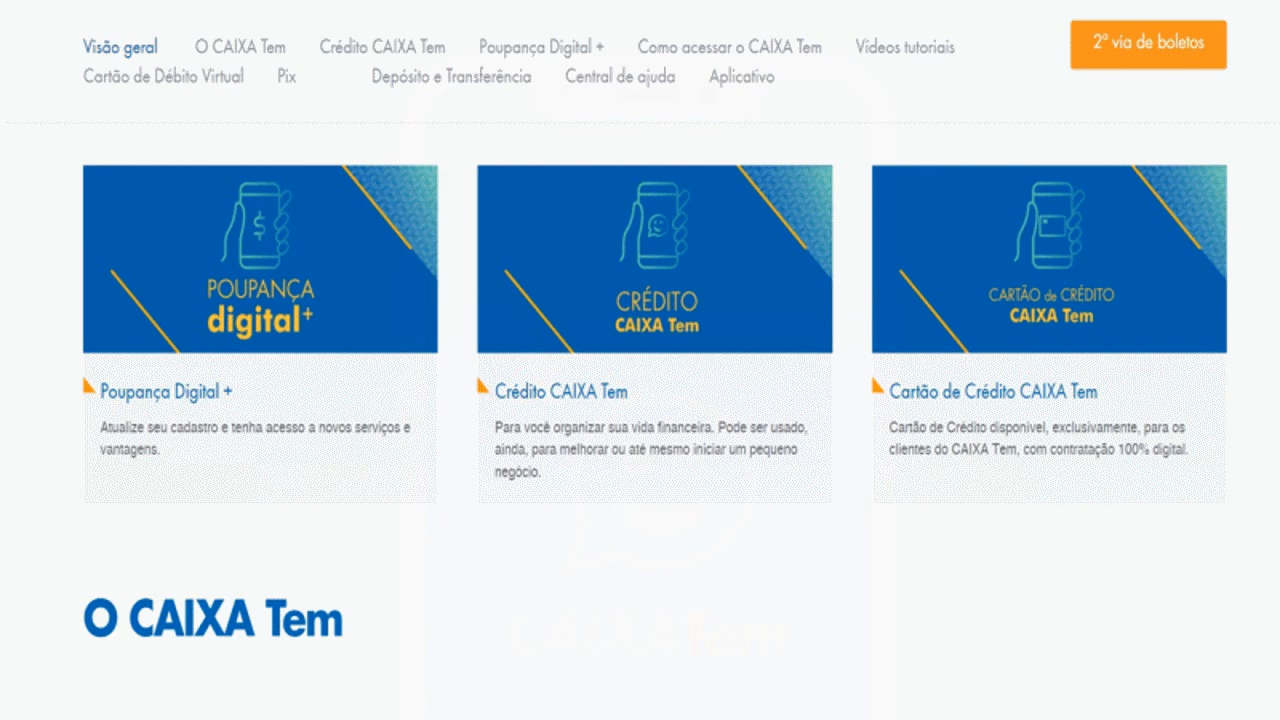 Visão geral O CAIXA Tem Crédito CAIXA Tem Poupança Digital + Como acessar o CAIXA Tem Vídeos tutoriais
2ª via de boletos
Cartão de Débito Virtual Pix Depósito e Transferência Central de ajuda Aplicativo
POUPANÇA
digital+
CRÉDITO
CAIXA Tem
CARTÃO de CRÉDITO
CAIXA Tem
Poupança Digital +
Atualize seu cadastro e tenha acesso a novos serviços e
vantagens.
Crédito CAIXA Tem
Para você organizar sua vida financeira. Pode ser usado,
ainda, para melhorar ou até mesmo iniciar um pequeno
negócio.
Cartão de Crédito CAIXA Tem
Cartão de Crédito disponível, exclusivamente, para os
clientes do CAIXA Tem, com contratação 100% digital.
CAIXA Tem
O CAIXA Tem